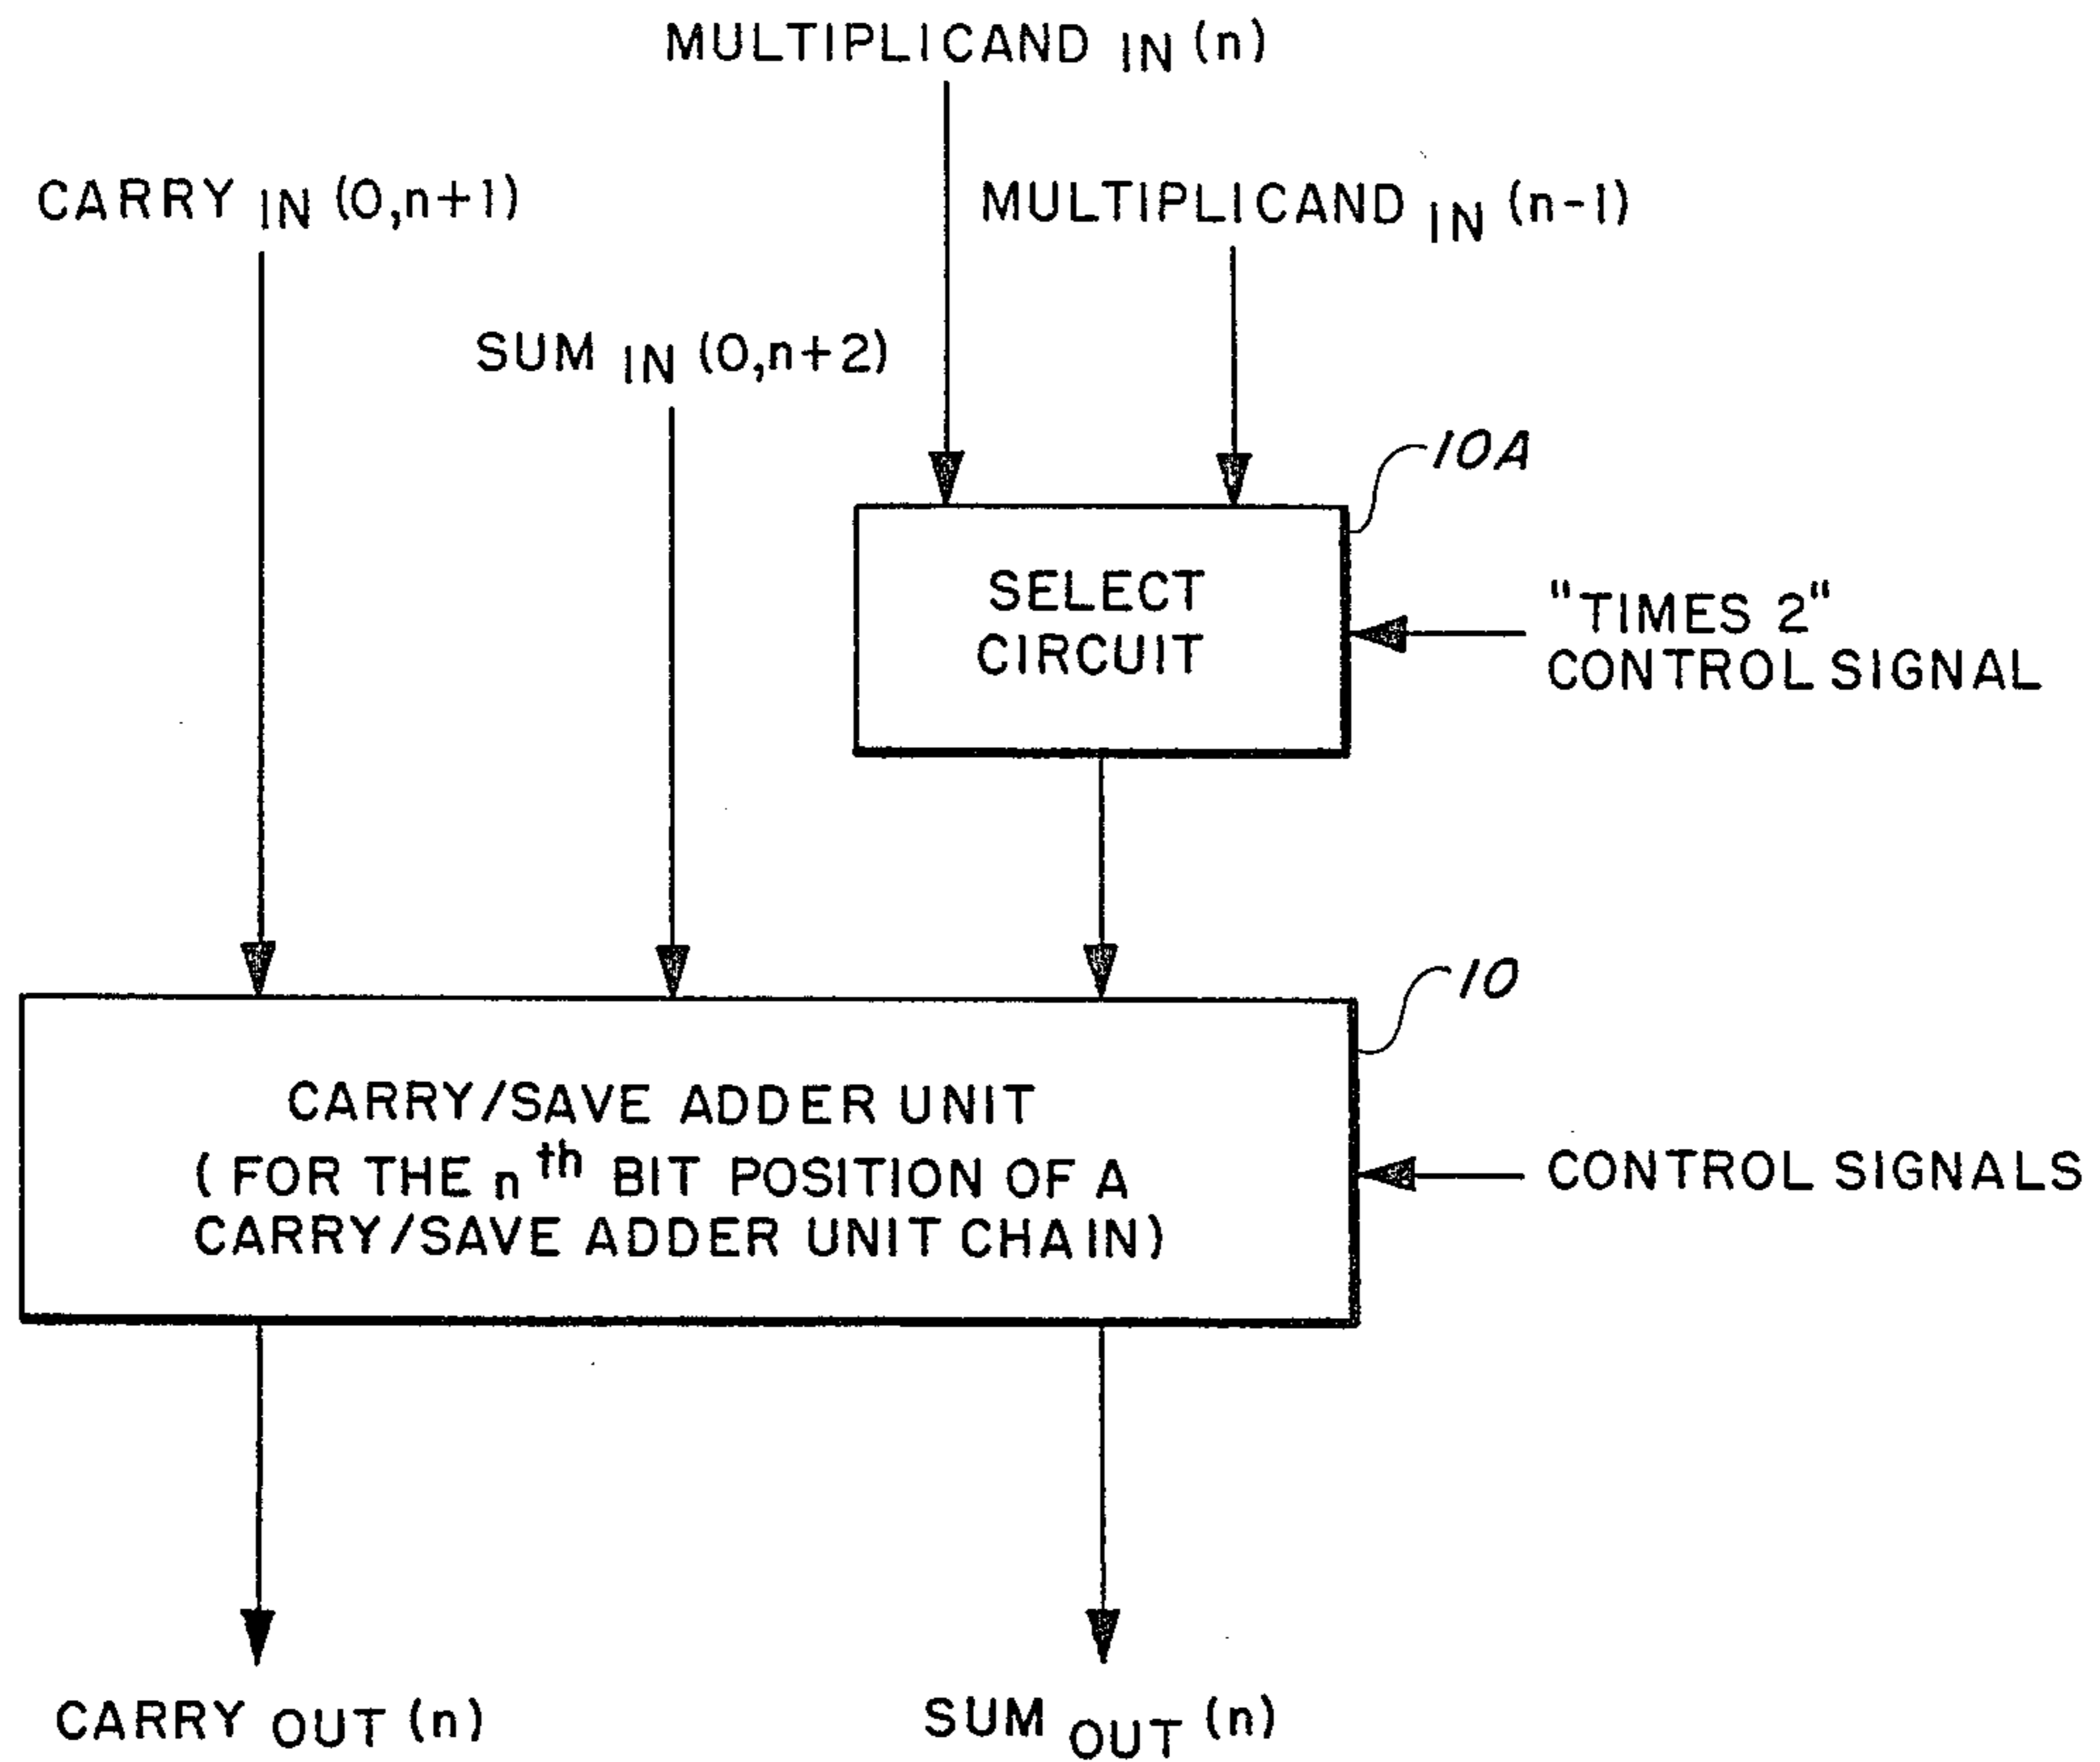 MULTIPLICAND IN (n)
CARRY IN (0,n+1)
MULTIPLICAND IN (n-1)
SUM IN (0,n+2)
10A
SELECT
CIRCUIT
"TIMES 2"
CONTROL SIGNAL
10
CARRY/SAVE ADDER UNIT
(FOR THE nth BIT POSITION OF A
CARRY/SAVE ADDER UNIT CHAIN)
CONTROL SIGNALS
CARRY OUT (n)
SUM OUT (n)